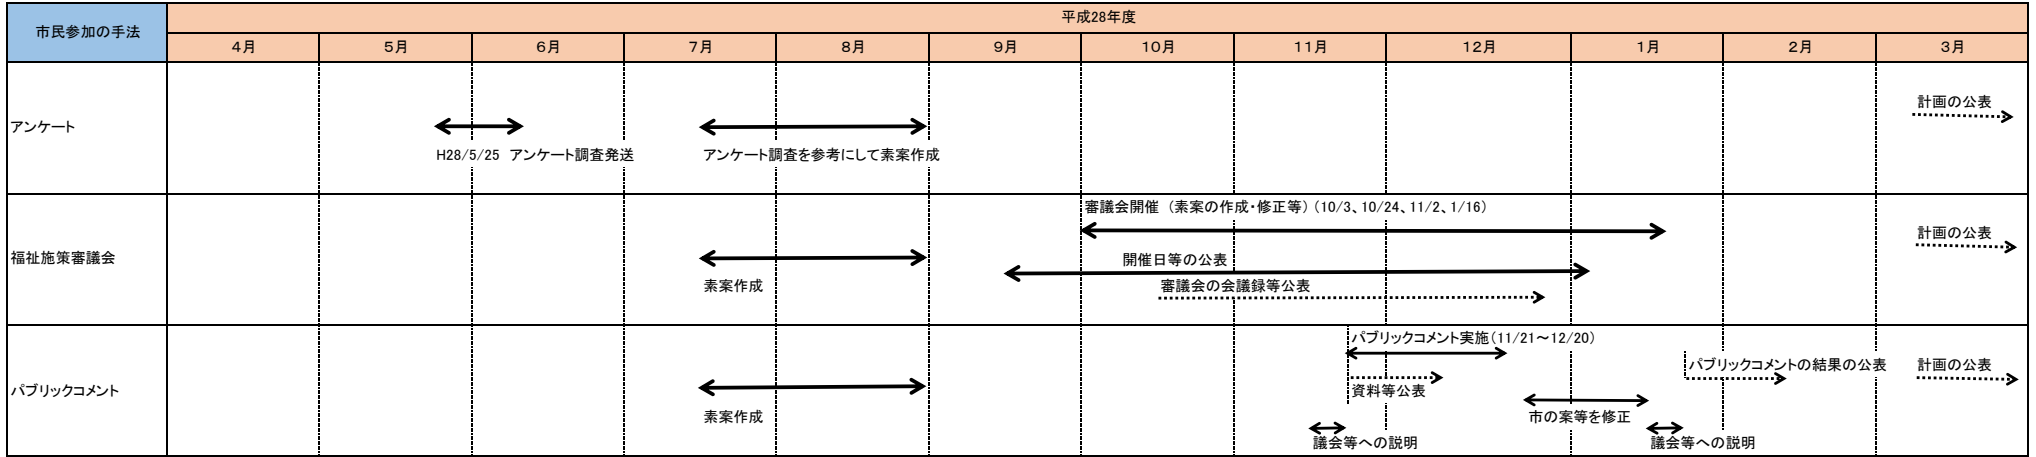 市民参加の手法
平成28年度
4月 5月 6月 7月 8月 9月 10月 11月 12月 1月 2月 3月
アンケート
H28/5/25 アンケート調査発送
アンケート調査を参考にして素案作成
計画の公表
福祉施策審議会
素案作成
審議会開催 (素案の作成・修正等) (10/3、10/24、11/2、1/16)
開催日等の公表
審議会の会議録等公表
計画の公表
パブリックコメント
素案作成
パブリックコメント実施(11/21～12/20)
資料等公表
議会等への説明
市の案等を修正
議会等への説明
パブリックコメントの結果の公表
計画の公表